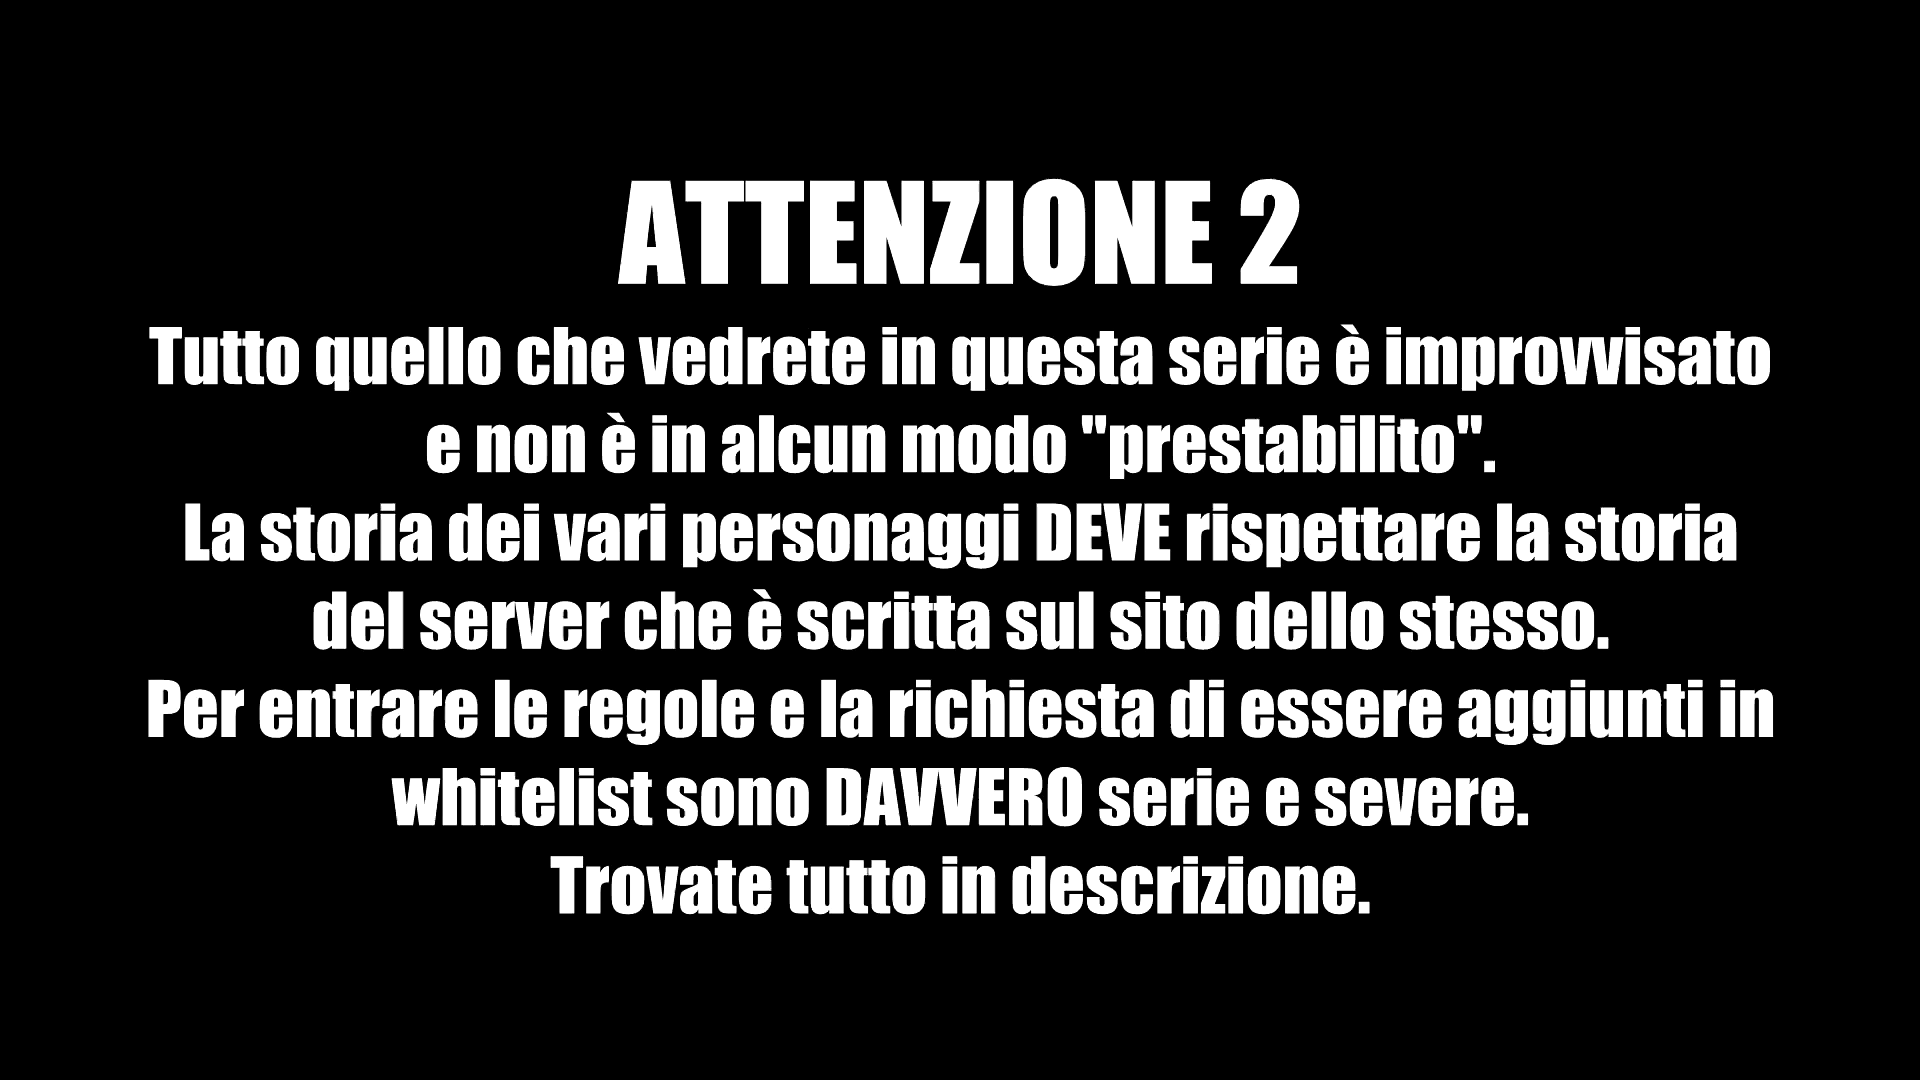 ATTENZIONE 2
Tutto quello che vedrete in questa serie è improvvisato
e non è in alcun modo "prestabilito".
La storia dei vari personaggi DEVE rispettare la storia
del server che è scritta sul sito dello stesso.
Per entrare le regole e la richiesta di essere aggiunti in
whitelist sono DAVVERO serie e severe.
Trovate tutto in descrizione.